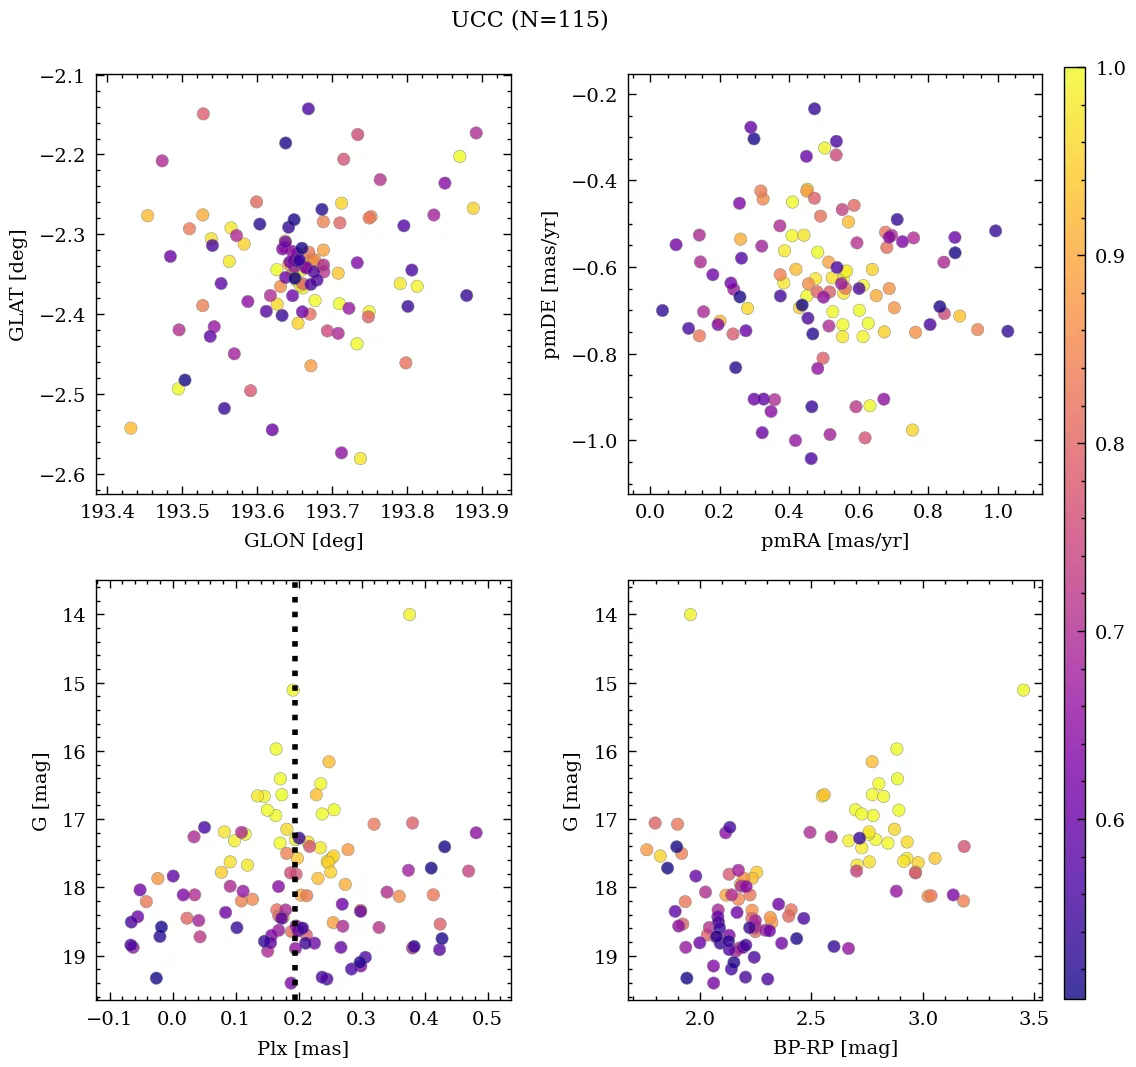 UCC (N=115)
−2.1
−2.2
−2.3
−2.4
−2.5
−2.6
GLAT [deg]
193.4 193.5 193.6 193.7 193.8 193.9
GLON [deg]
−0.2
−0.4
−0.6
−0.8
−1.0
pmDE [mas/yr]
0.0 0.2 0.4 0.6 0.8 1.0
pmRA [mas/yr]
14
15
16
17
18
19
G [mag]
−0.1 0.0 0.1 0.2 0.3 0.4 0.5
Plx [mas]
14
15
16
17
18
19
G [mag]
2.0 2.5 3.0 3.5
BP-RP [mag]
1.0
0.9
0.8
0.7
0.6